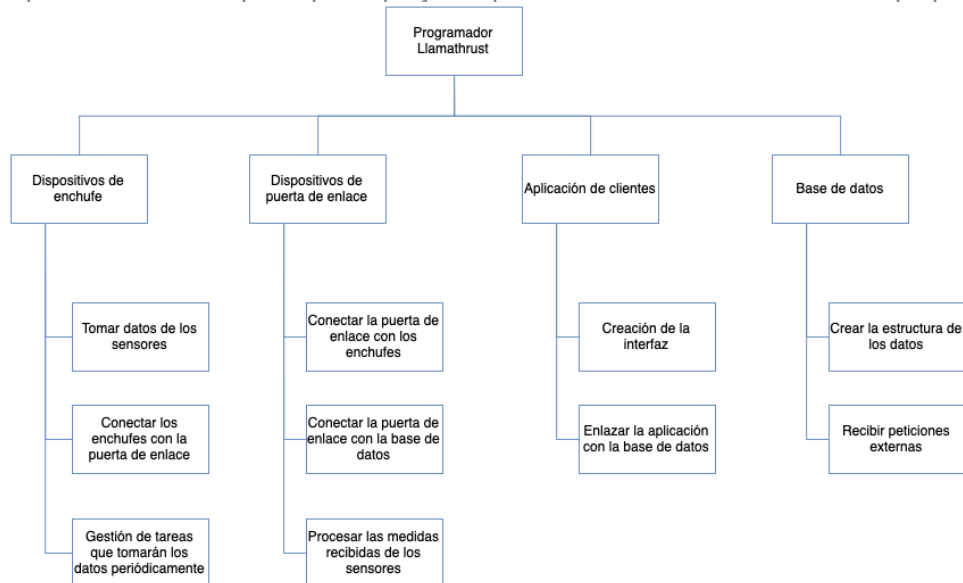 Programador
Llamathrust
Dispositivos de
enchufe
Dispositivos de
puerta de enlace
Aplicación de clientes
Base de datos
Tomar datos de los
sensores
Conectar la puerta de
enlace con los
enchufes
Creación de la
interfaz
Crear la estructura de
los datos
Conectar los
enchufes con la
puerta de enlace
Conectar la puerta de
enlace con la base de
datos
Enlazar la aplicación
con la base de datos
Recibir peticiones
externas
Gestión de tareas
que tomarán los
datos periódicamente
Procesar las medidas
recibidas de los
sensores